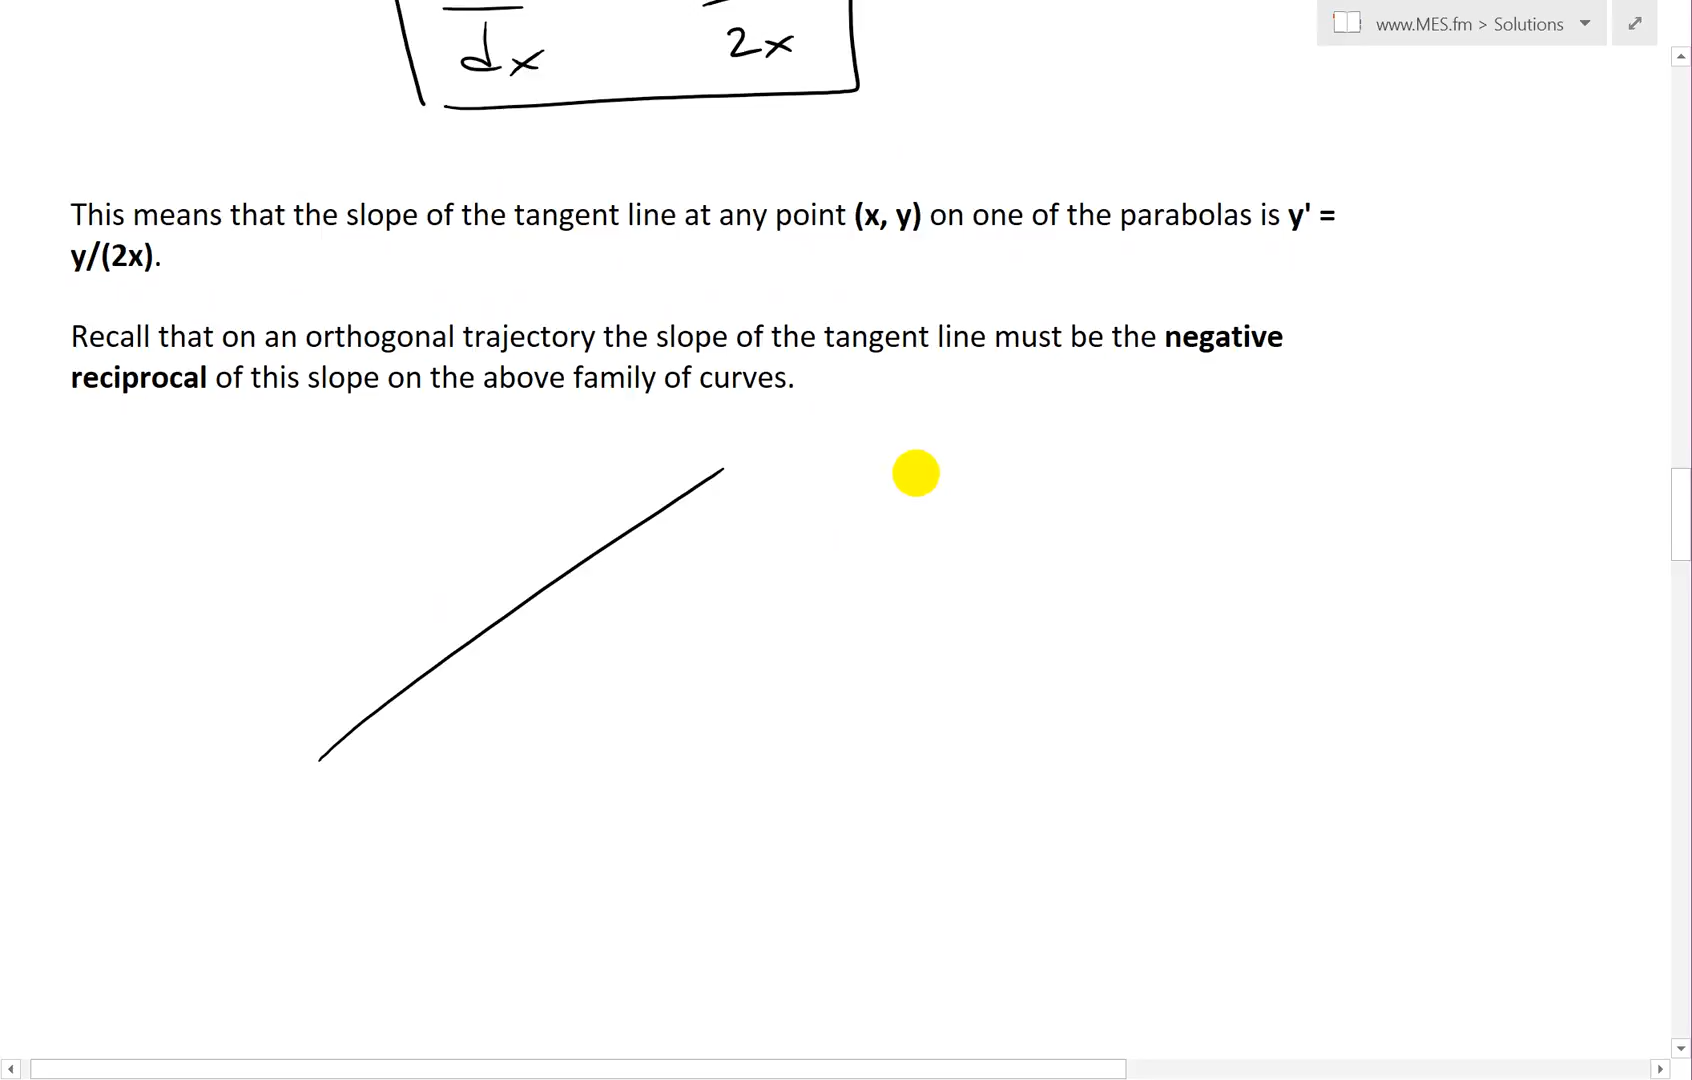 www.MES.fm > Solutions
dx 2x
This means that the slope of the tangent line at any point (x, y) on one of the parabolas is y' =
y/(2x).
Recall that on an orthogonal trajectory the slope of the tangent line must be the negative
reciprocal of this slope on the above family of curves.